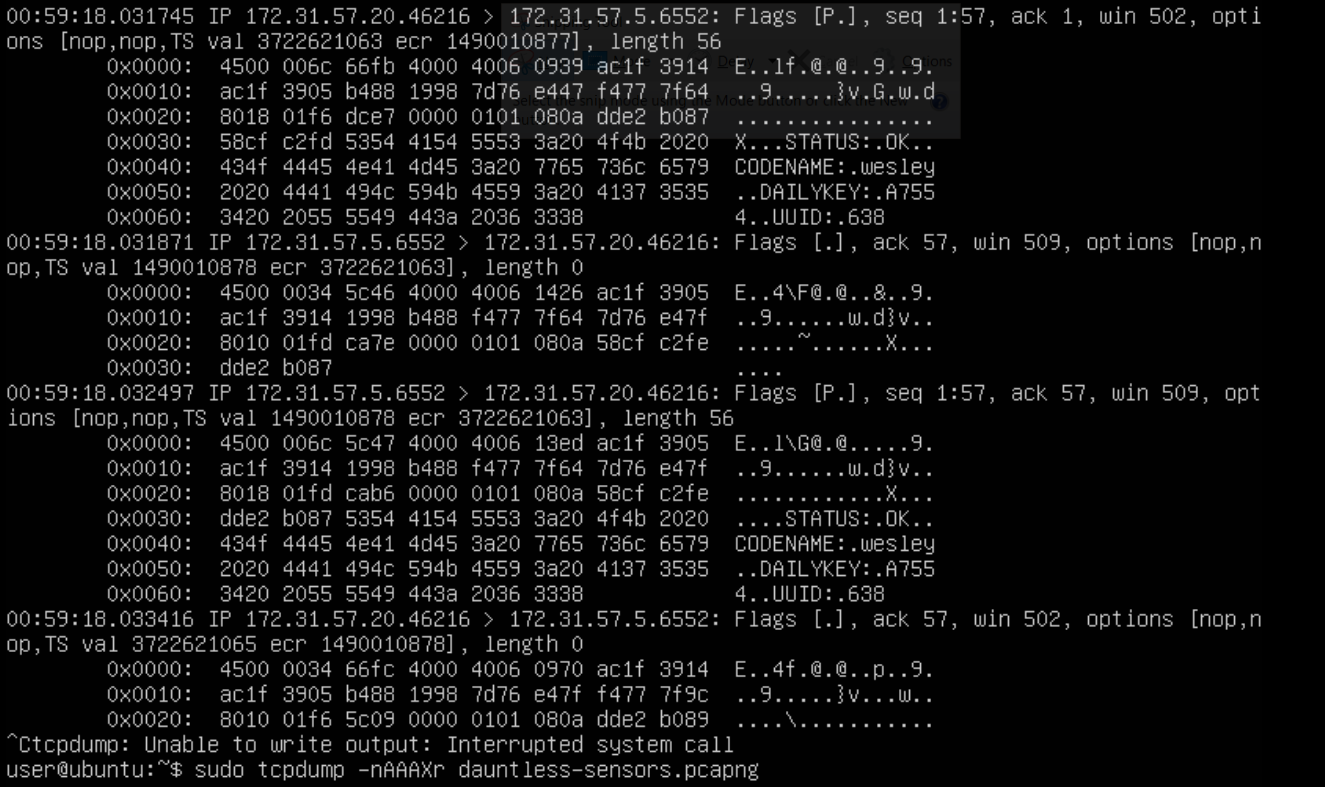 00:59:18.031745 IP 172.31.57.20.46216 > 172.31.57.5.6552: Flags [P.], seq 1:57, ack 1, win 502, opti
ons [nop,nop,TS val 3722621063 ecr 1490010877], length 56
0x0000: 4500 006c 66fb 4000 4006 0939 ac1f 3914 E..lf.@.@..9..9.
0x0010: ac1f 3905 b488 1998 7d76 e447 f477 7f64 ..9.....}v.G.w.d
0x0020: 8018 01f6 dce7 0000 0101 080a dde2 b087 ................
0x0030: 58cf c2fd 5354 4154 5553 3a20 4f4b 2020 X...STATUS:.OK..
0x0040: 434f 4445 4e41 4d45 3a20 7765 736c 6579 CODENAME:.wesley
0x0050: 2020 4441 494c 594b 4559 3a20 4137 3535 ..DAILYKEY:.A755
0x0060: 3420 2055 5549 443a 2036 3338 4..UUID:.638
00:59:18.031871 IP 172.31.57.5.6552 > 172.31.57.20.46216: Flags [.], ack 57, win 509, options [nop,n
op,TS val 1490010878 ecr 3722621063], length 0
0x0000: 4500 0034 5c46 4000 4006 1426 ac1f 3905 E..4\F@.@..&..9.
0x0010: ac1f 3914 1998 b488 f477 7f64 7d76 e47f ..9......w.d}v..
0x0020: 8010 01fd ca7e 0000 0101 080a 58cf c2fe .....~......X...
0x0030: dde2 b087 ....
00:59:18.032497 IP 172.31.57.5.6552 > 172.31.57.20.46216: Flags [P.], seq 1:57, ack 57, win 509, opt
ions [nop,nop,TS val 1490010878 ecr 3722621063], length 56
0x0000: 4500 006c 5c47 4000 4006 13ed ac1f 3905 E..l\G@.@.....9.
0x0010: ac1f 3914 1998 b488 f477 7f64 7d76 e47f ..9......w.d}v..
0x0020: 8018 01fd cab6 0000 0101 080a 58cf c2fe ............X...
0x0030: dde2 b087 5354 4154 5553 3a20 4f4b 2020 ....STATUS:.OK..
0x0040: 434f 4445 4e41 4d45 3a20 7765 736c 6579 CODENAME:.wesley
0x0050: 2020 4441 494c 594b 4559 3a20 4137 3535 ..DAILYKEY:.A755
0x0060: 3420 2055 5549 443a 2036 3338 4..UUID:.638
00:59:18.033416 IP 172.31.57.20.46216 > 172.31.57.5.6552: Flags [.], ack 57, win 502, options [nop,n
op,TS val 3722621065 ecr 1490010878], length 0
0x0000: 4500 0034 66fc 4000 4006 0970 ac1f 3914 E..4f.@.@..p..9.
0x0010: ac1f 3905 b488 1998 7d76 e47f f477 7f9c ..9.....}v...w..
0x0020: 8010 01f6 5c09 0000 0101 080a dde2 b089 ....\...........
^Ctcpdump: Unable to write output: Interrupted system call
user@ubuntu:~$ sudo tcpdump -nAAAXr dauntless-sensors.pcapng